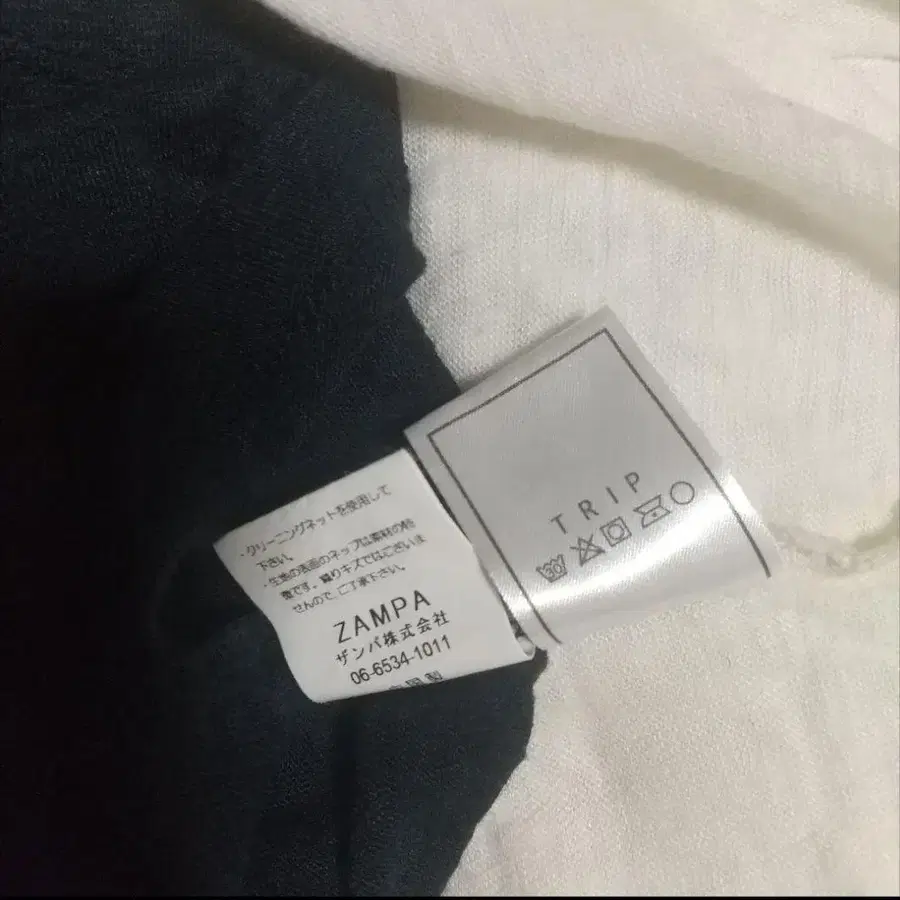 ・クリーニングネットを使用して
下さい。
・生地の表面のネップは素材の特
徴です。織りキズではございま
せんので、ご了承下さい。
ZAMPA
ザンパ株式会社
06-6534-1011
TRIP